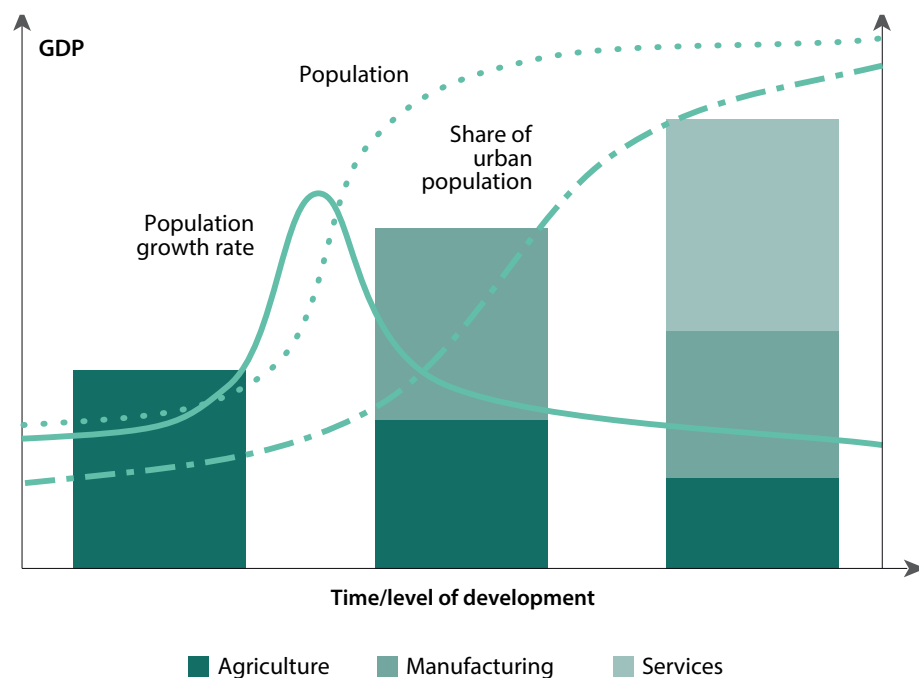 GDP
Population
Share of
urban
population
Population
growth rate
Time/level of development
Agriculture
Manufacturing
Services